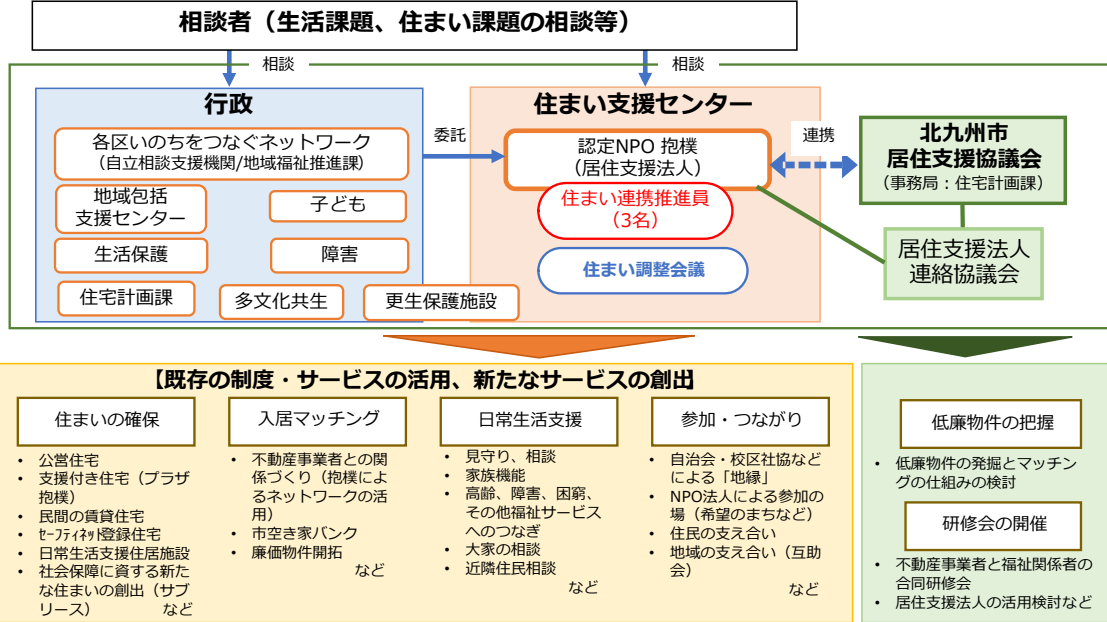 相談者（生活課題、住まい課題の相談等）
相談
相談
行政
各区いのちをつなぐネットワーク
（自立相談支援機関/地域福祉推進課）
地域包括
支援センター
子ども
生活保護
障害
住宅計画課
多文化共生
更生保護施設
委託
住まい支援センター
認定NPO 抱樸
（居住支援法人）
住まい連携推進員
（3名）
住まい調整会議
連携
北九州市
居住支援協議会
（事務局：住宅計画課）
居住支援法人
連絡協議会
【既存の制度・サービスの活用、新たなサービスの創出】
住まいの確保
• 公営住宅
• 支援付き住宅（プラザ
抱樸）
• 民間の賃貸住宅
• ｾｰﾌﾃｨﾈｯﾄ登録住宅
• 日常生活支援住居施設
• 社会保障に資する新た
な住まいの創出（サブ
リース） など
入居マッチング
• 不動産事業者との関
係づくり（抱樸によ
るネットワークの活
用）
• 市空き家バンク
• 廉価物件開拓
など
日常生活支援
• 見守り、相談
• 家族機能
• 高齢、障害、困窮、
その他福祉サービス
へのつなぎ
• 大家の相談
• 近隣住民相談
など
参加・つながり
• 自治会・校区社協など
による「地縁」
• NPO法人による参加の
場（希望のまちなど）
• 住民の支え合い
• 地域の支え合い（互助
会）
など
低廉物件の把握
• 低廉物件の発掘とマッチン
グの仕組みの検討
研修会の開催
• 不動産事業者と福祉関係者の
合同研修会
• 居住支援法人の活用検討など